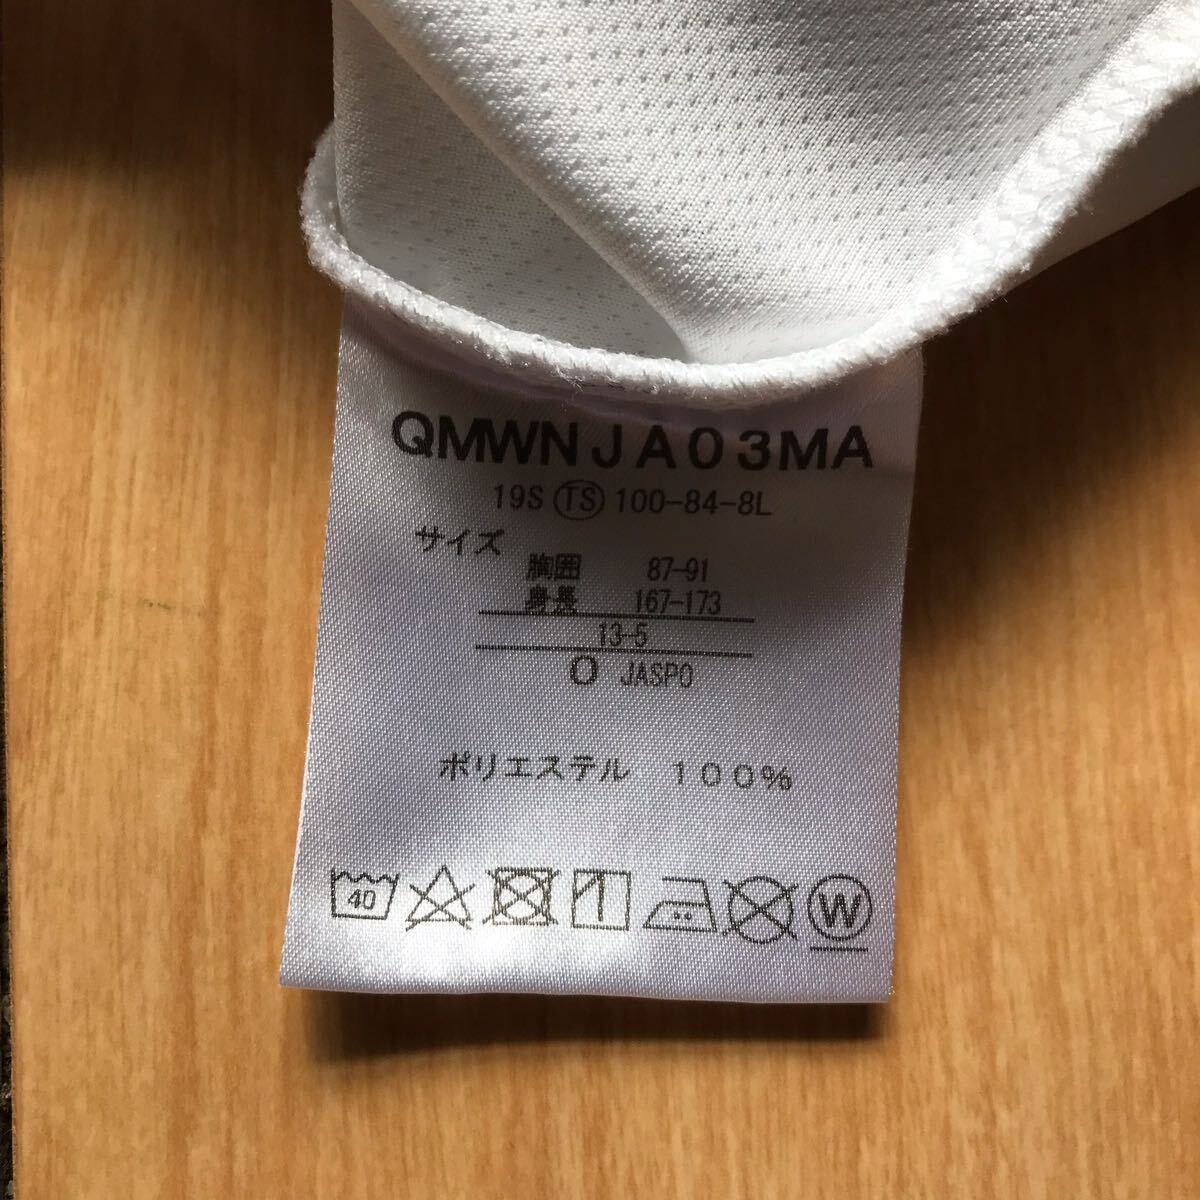 QMWNJA03MA
19S TS 100-84-8L
サイズ
胸囲 87-91
身長 167-173
13-5
O JASPO
ポリエステル 100%
40
W